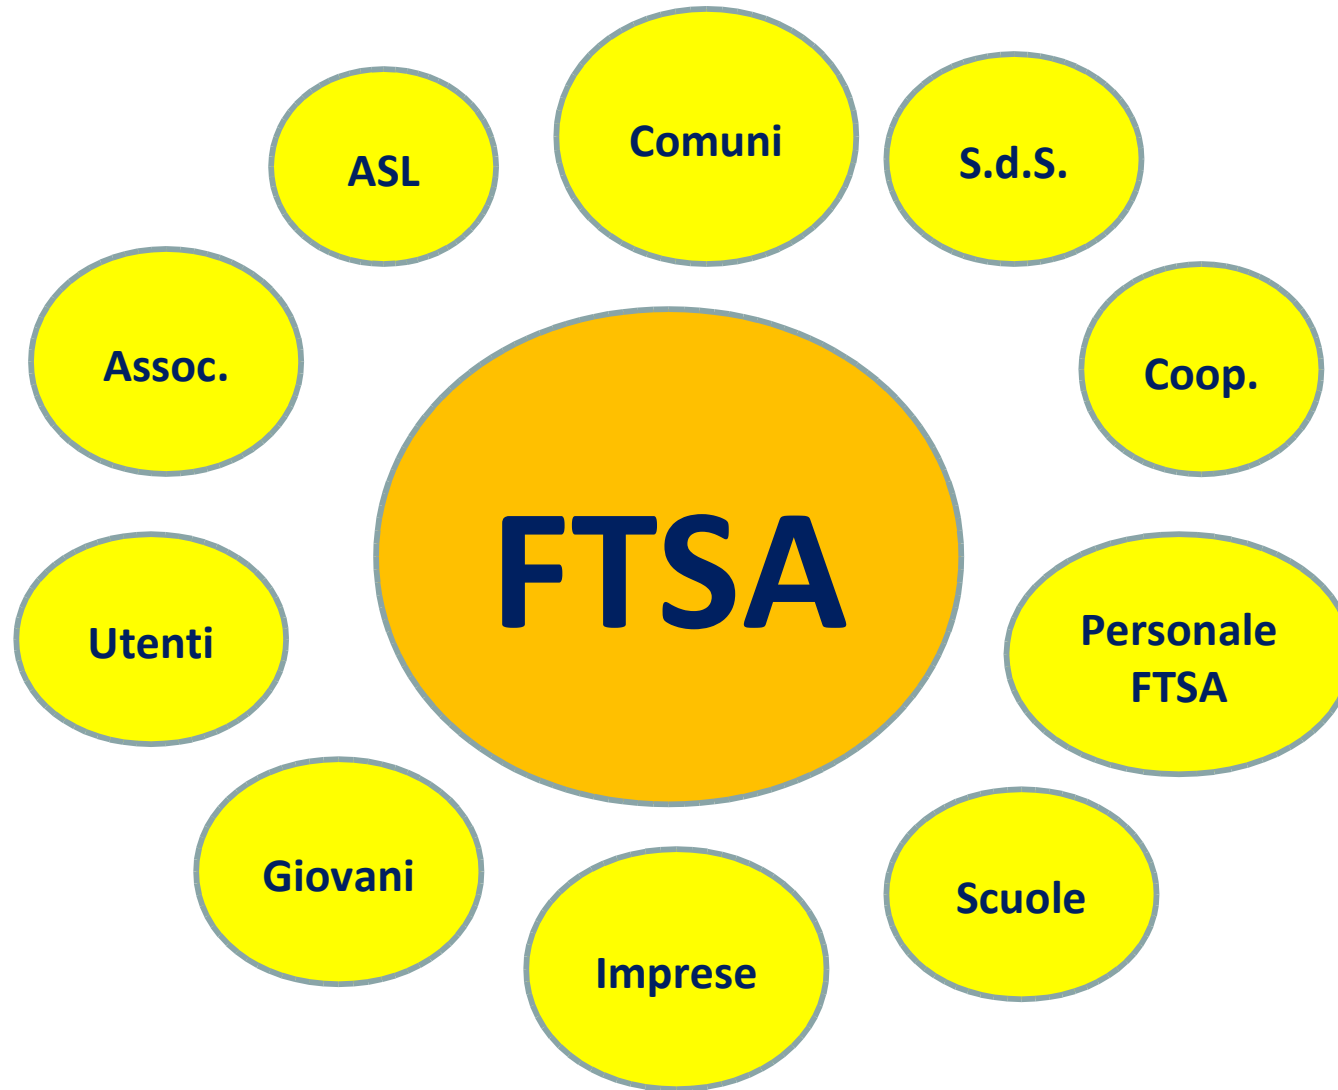 Comuni
ASL
S.d.S.
Assoc.
Coop.
FTSA
Utenti
Personale
FTSA
Giovani
Scuole
Imprese